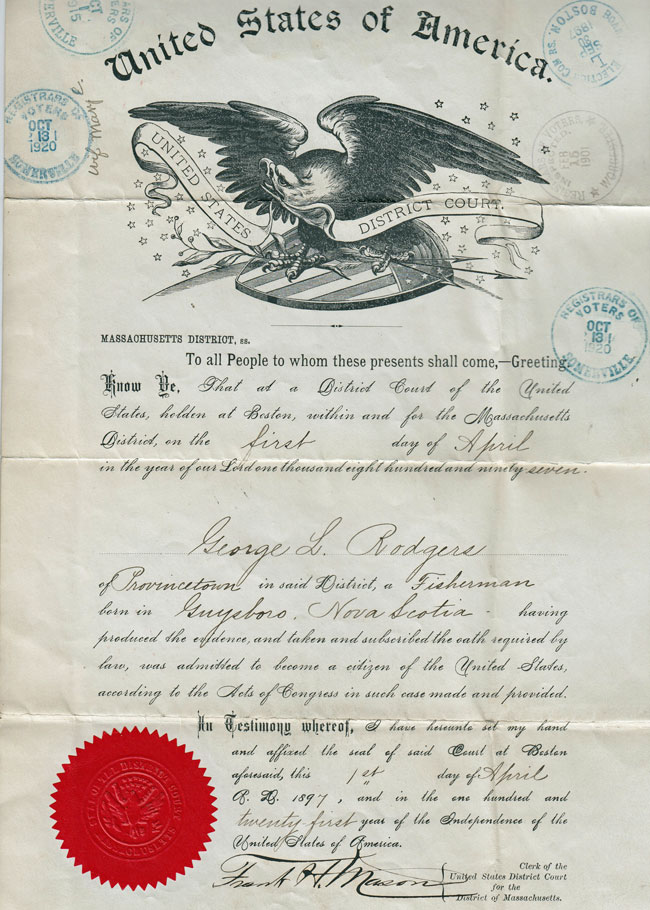 United States of America.
REGISTRARS OF
VOTERS
OCT
13
1920
SOMERVILLE
1915
SOMERVILLE
BOSTON.
1897
VOTERS,
FEB
1901
UNITED STATES
DISTRICT COURT.
REGISTRARS OF
VOTERS
OCT
13
1920
SOMERVILLE.
MASSACHUSETTS DISTRICT, ss.
To all People to whom these presents shall come,—Greeting.
Know Ye, That at a District Court of the United
States, holden at Boston, within and for the Massachusetts
District, on the first day of April
in the year of our Lord one thousand eight hundred and ninety seven.
George L. Rodgers
of Provincetown in said District, a Fisherman
born in Guysboro, Nova Scotia - having
produced the evidence, and taken and subscribed the oath required by
law, was admitted to become a citizen of the United States,
according to the Acts of Congress in such case made and provided.
In Testimony whereof, I have hereunto set my hand
and affixed the seal of said Court at Boston
aforesaid, this 1st day of April
A. D. 1897, and in the one hundred and
twenty first year of the Independence of the
United States of America.
Frank H. Mason
Clerk of the
United States District Court
for the
District of Massachusetts.